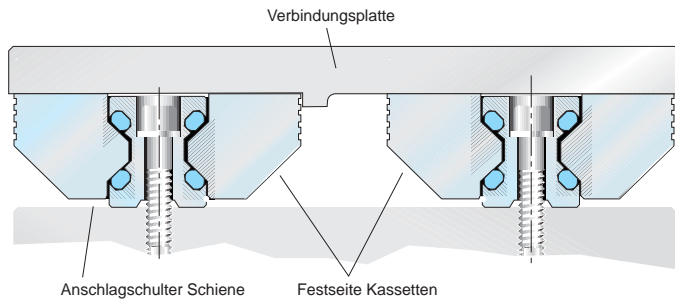 Verbindungsplatte
Anschlagschulter Schiene
Festseite Kassetten